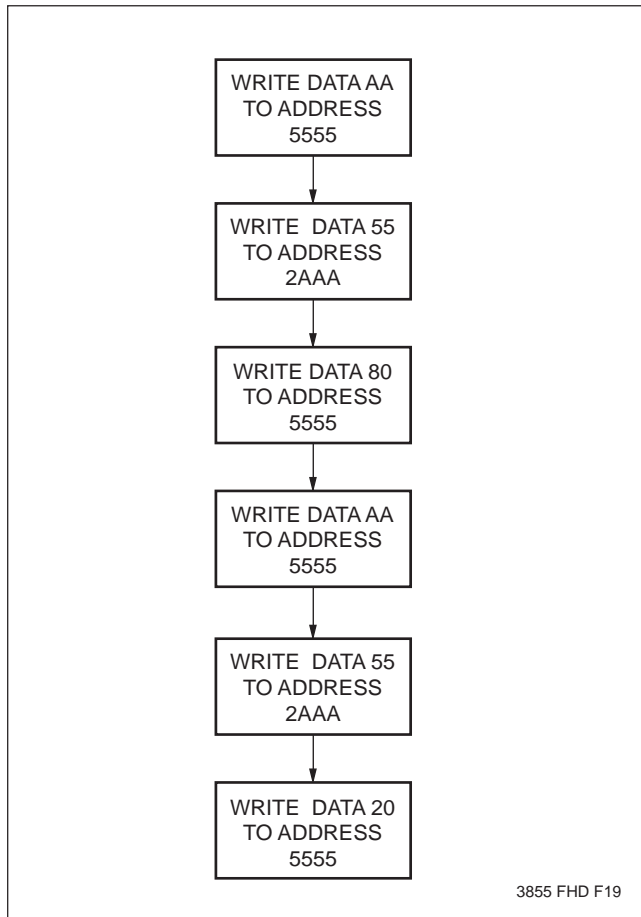 WRITE DATA AA
TO ADDRESS
5555
WRITE DATA 55
TO ADDRESS
2AAA
WRITE DATA 80
TO ADDRESS
5555
WRITE DATA AA
TO ADDRESS
5555
WRITE DATA 55
TO ADDRESS
2AAA
WRITE DATA 20
TO ADDRESS
5555
3855 FHD F19